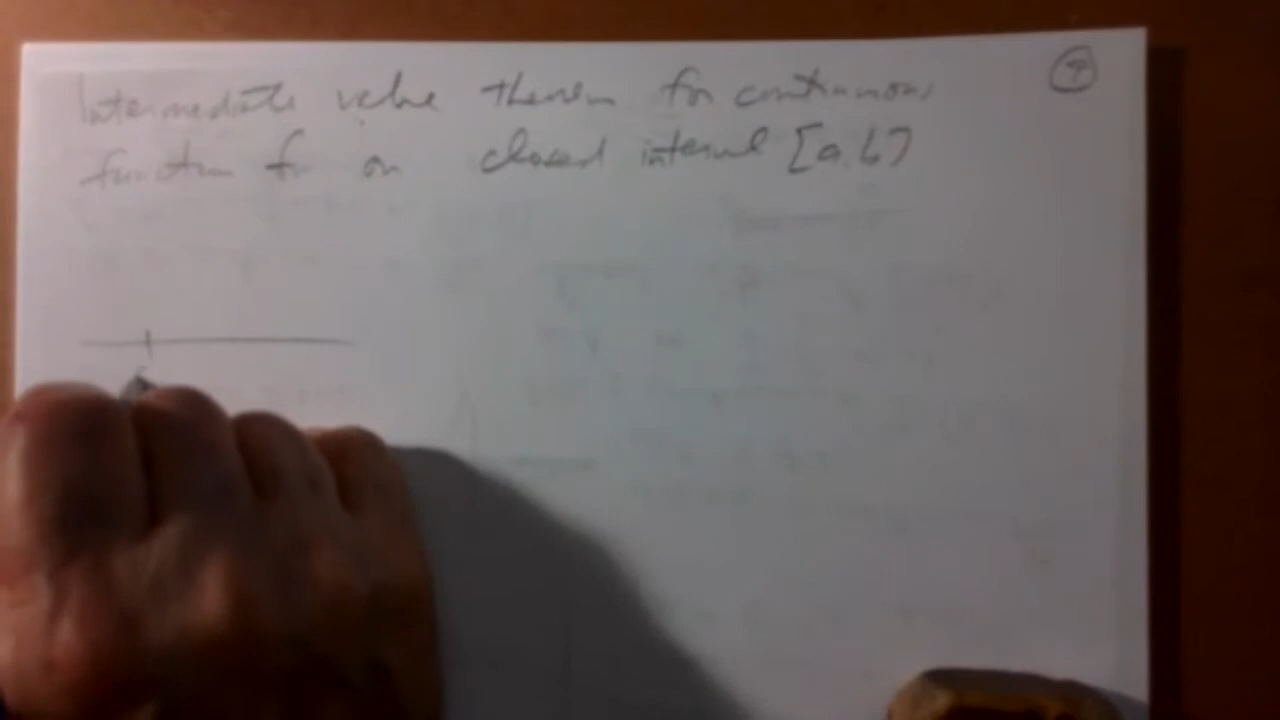 Intermediate value theorem for continuous
function f on closed interval [a, b]